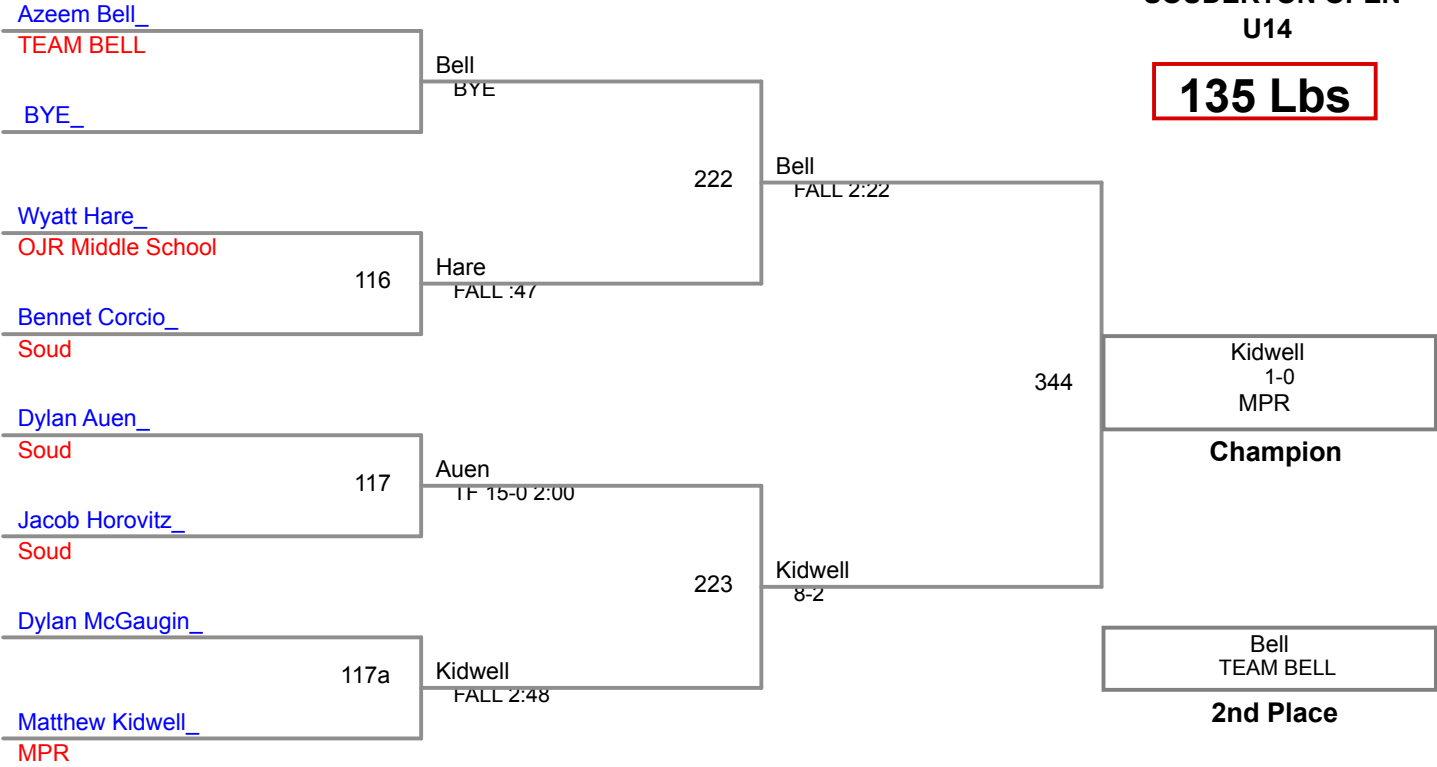 SOUDERTON OPEN
U14
135 Lbs
Azeem Bell_
TEAM BELL
Bell
BYE
BYE_
222
Bell
FALL 2:22
Wyatt Hare_
OJR Middle School
116
Hare
FALL :47
Bennet Corcio_
Soud
344
Kidwell
1-0
MPR
Champion
Dylan Auen_
Soud
117
Auen
TF 15-0 2:00
Jacob Horovitz_
Soud
223
Kidwell
8-2
Dylan McGaugin_
117a
Kidwell
FALL 2:48
Matthew Kidwell_
MPR
Bell
TEAM BELL
2nd Place